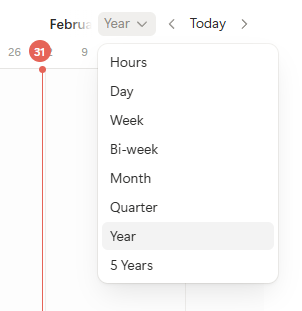 Februa Year Today
26 31 9
Hours
Day
Week
Bi-week
Month
Quarter
Year
5 Years